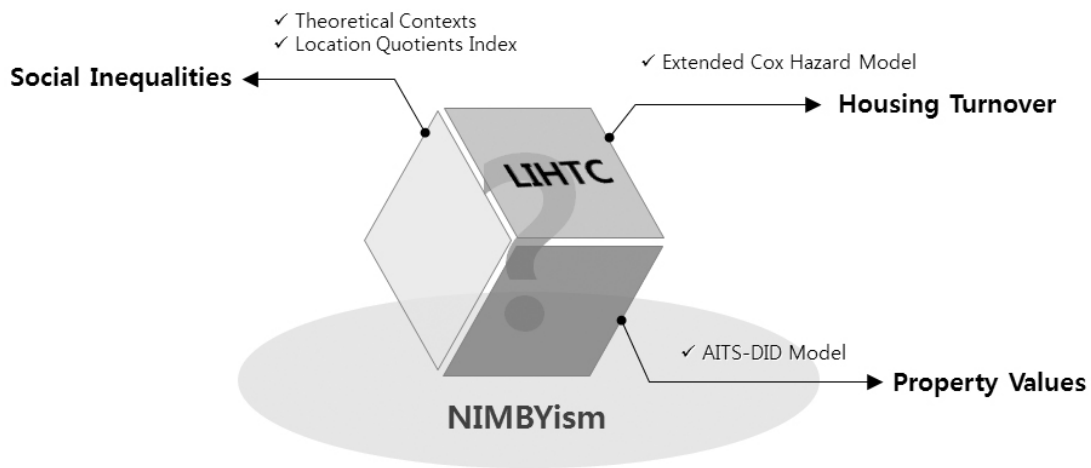 ✓ Theoretical Contexts
✓ Location Quotients Index
Social Inequalities
✓ Extended Cox Hazard Model
Housing Turnover
LIHTC
?
✓ AITS-DID Model
Property Values
NIMBYism